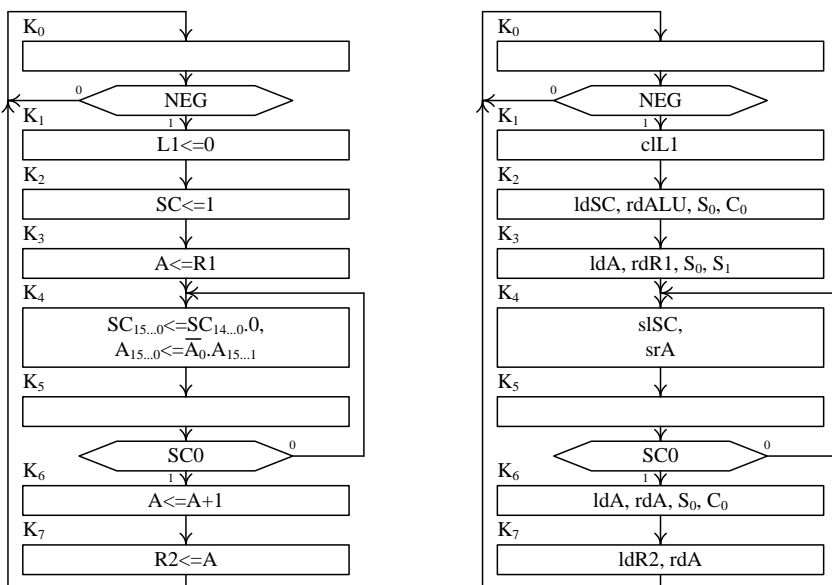 K₀
NEG
0
1
K₁
L1<=0
K₂
SC<=1
K₃
A<=R1
K₄
SC₁₅...₀<=SC₁₄...₀.0,
A₁₅...₀<=A̅₀.A₁₅...₁
K₅
SC0
0
1
K₆
A<=A+1
K₇
R2<=A
K₀
NEG
0
1
K₁
clL1
K₂
ldSC, rdALU, S₀, C₀
K₃
ldA, rdR1, S₀, S₁
K₄
slSC,
srA
K₅
SC0
0
1
K₆
ldA, rdA, S₀, C₀
K₇
ldR2, rdA